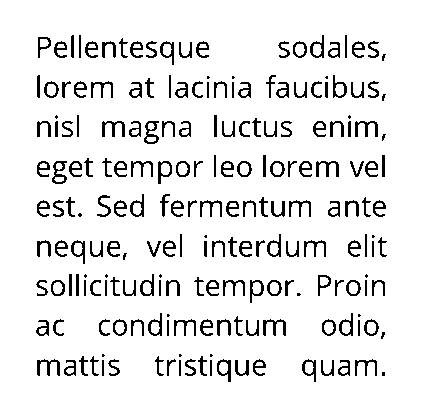 Pellentesque sodales,
lorem at lacinia faucibus,
nisl magna luctus enim,
eget tempor leo lorem vel
est. Sed fermentum ante
neque, vel interdum elit
sollicitudin tempor. Proin
ac condimentum odio,
mattis tristique quam.